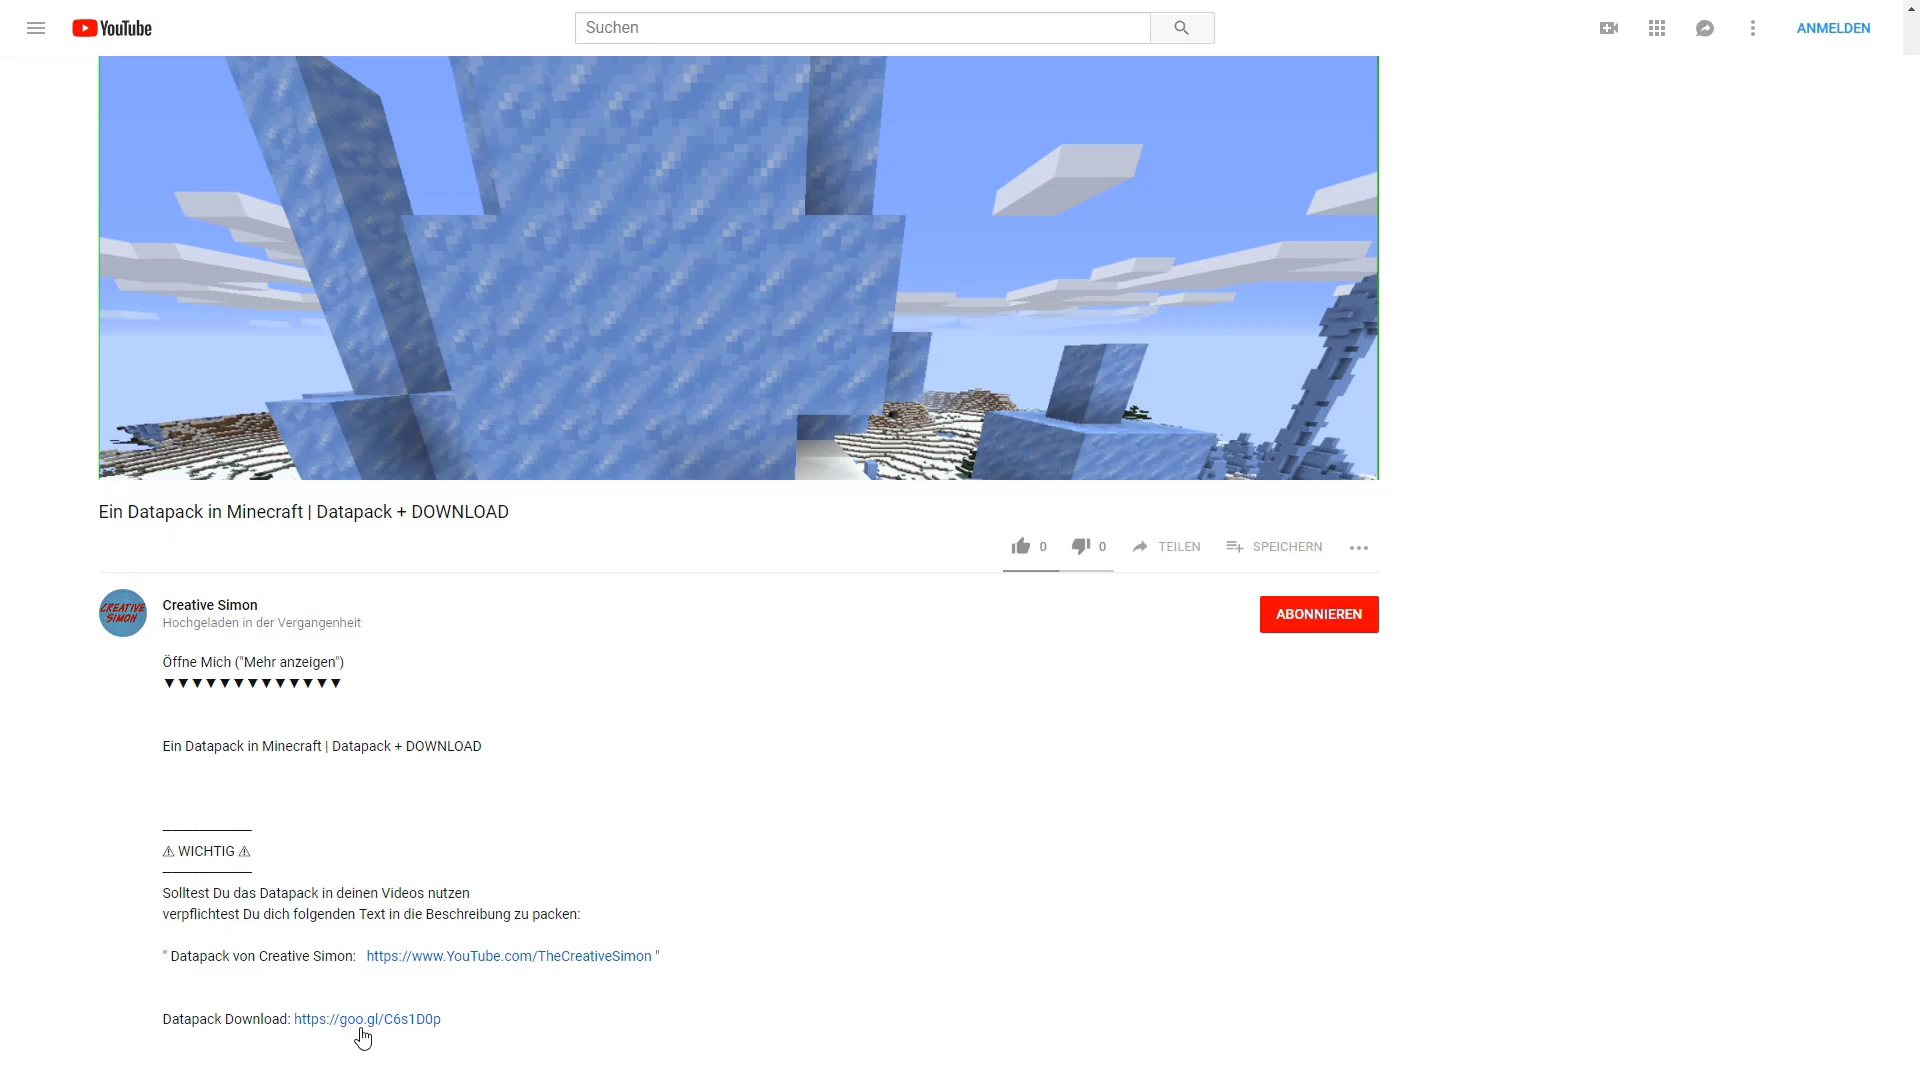 YouTube
Suchen
ANMELDEN
Ein Datapack in Minecraft | Datapack + DOWNLOAD
0
0
TEILEN
SPEICHERN
CREATIVE
SIMON
Creative Simon
Hochgeladen in der Vergangenheit
ABONNIEREN
Öffne Mich ("Mehr anzeigen")
▼▼▼▼▼▼▼▼▼▼▼▼▼
Ein Datapack in Minecraft | Datapack + DOWNLOAD
⚠ WICHTIG ⚠
Solltest Du das Datapack in deinen Videos nutzen
verpflichtest Du dich folgenden Text in die Beschreibung zu packen:
" Datapack von Creative Simon: https://www.YouTube.com/TheCreativeSimon "
Datapack Download: https://goo.gl/C6s1D0p